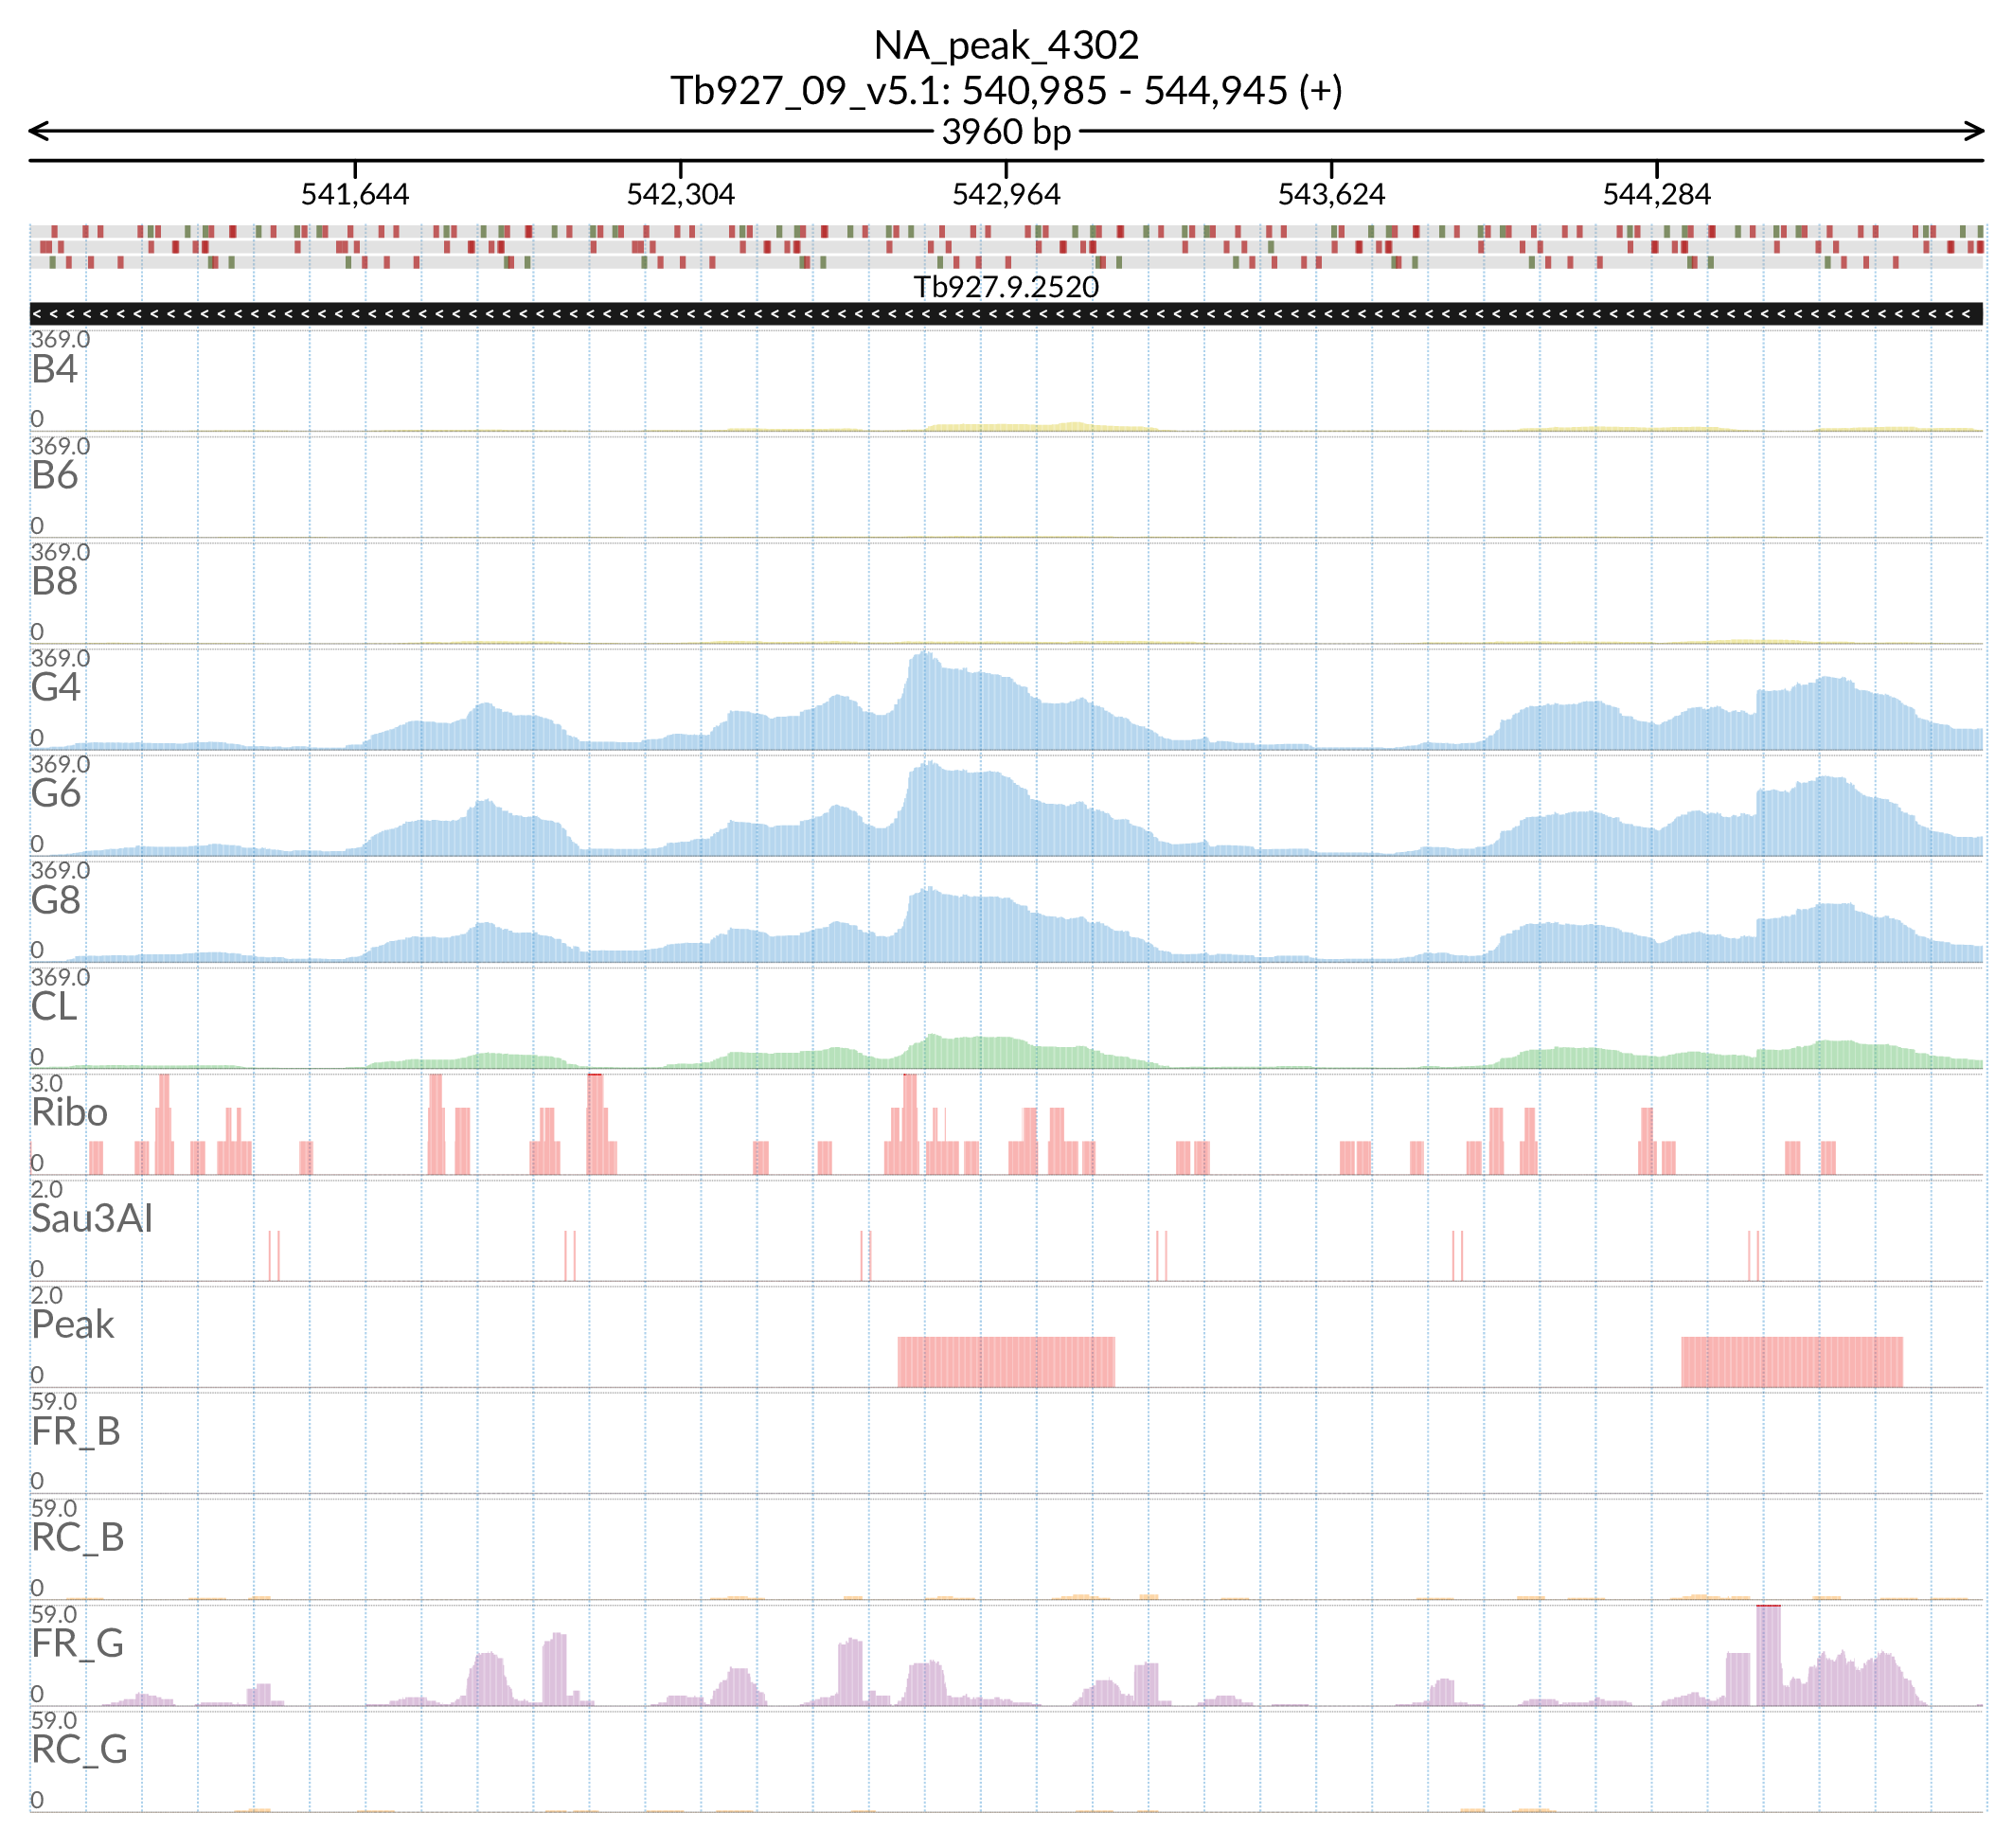 NA_peak_4302
Tb927_09_v5.1: 540,985 - 544,945 (+)
3960 bp
541,644 542,304 542,964 543,624 544,284
Tb927.9.2520
369.0
B4
0
369.0
B6
0
369.0
B8
0
369.0
G4
0
369.0
G6
0
369.0
G8
0
369.0
CL
0
3.0
Ribo
0
2.0
Sau3AI
0
2.0
Peak
0
59.0
FR_B
0
59.0
RC_B
0
59.0
FR_G
0
59.0
RC_G
0